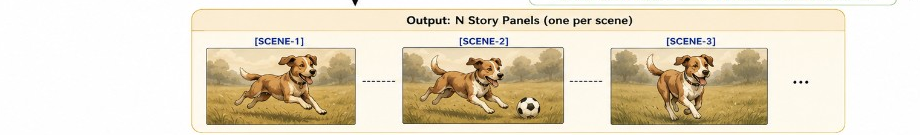 Output: N Story Panels (one per scene)
[SCENE-1]
[SCENE-2]
[SCENE-3]
...